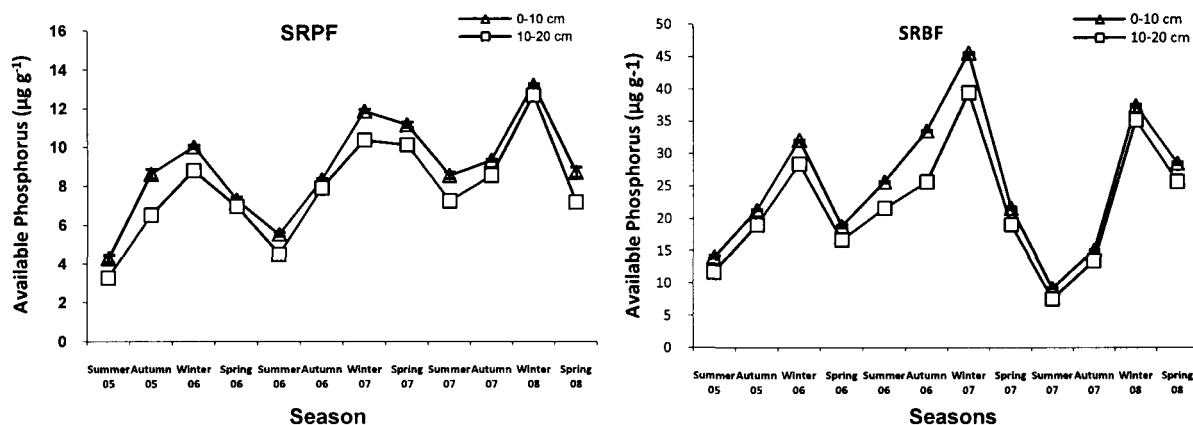 SRPF
0-10 cm
10-20 cm
Available Phosphorus (µg g⁻¹)
16
14
12
10
8
6
4
2
0
Summer 05
Autumn 05
Winter 06
Spring 06
Summer 06
Autumn 06
Winter 07
Spring 07
Summer 07
Autumn 07
Winter 08
Spring 08
Season
SRBF
0-10 cm
10-20 cm
Available Phosphorus (µg g-1)
50
45
40
35
30
25
20
15
10
5
0
Summer 05
Autumn 05
Winter 06
Spring 06
Summer 06
Autumn 06
Winter 07
Spring 07
Summer 07
Autumn 07
Winter 08
Spring 08
Seasons